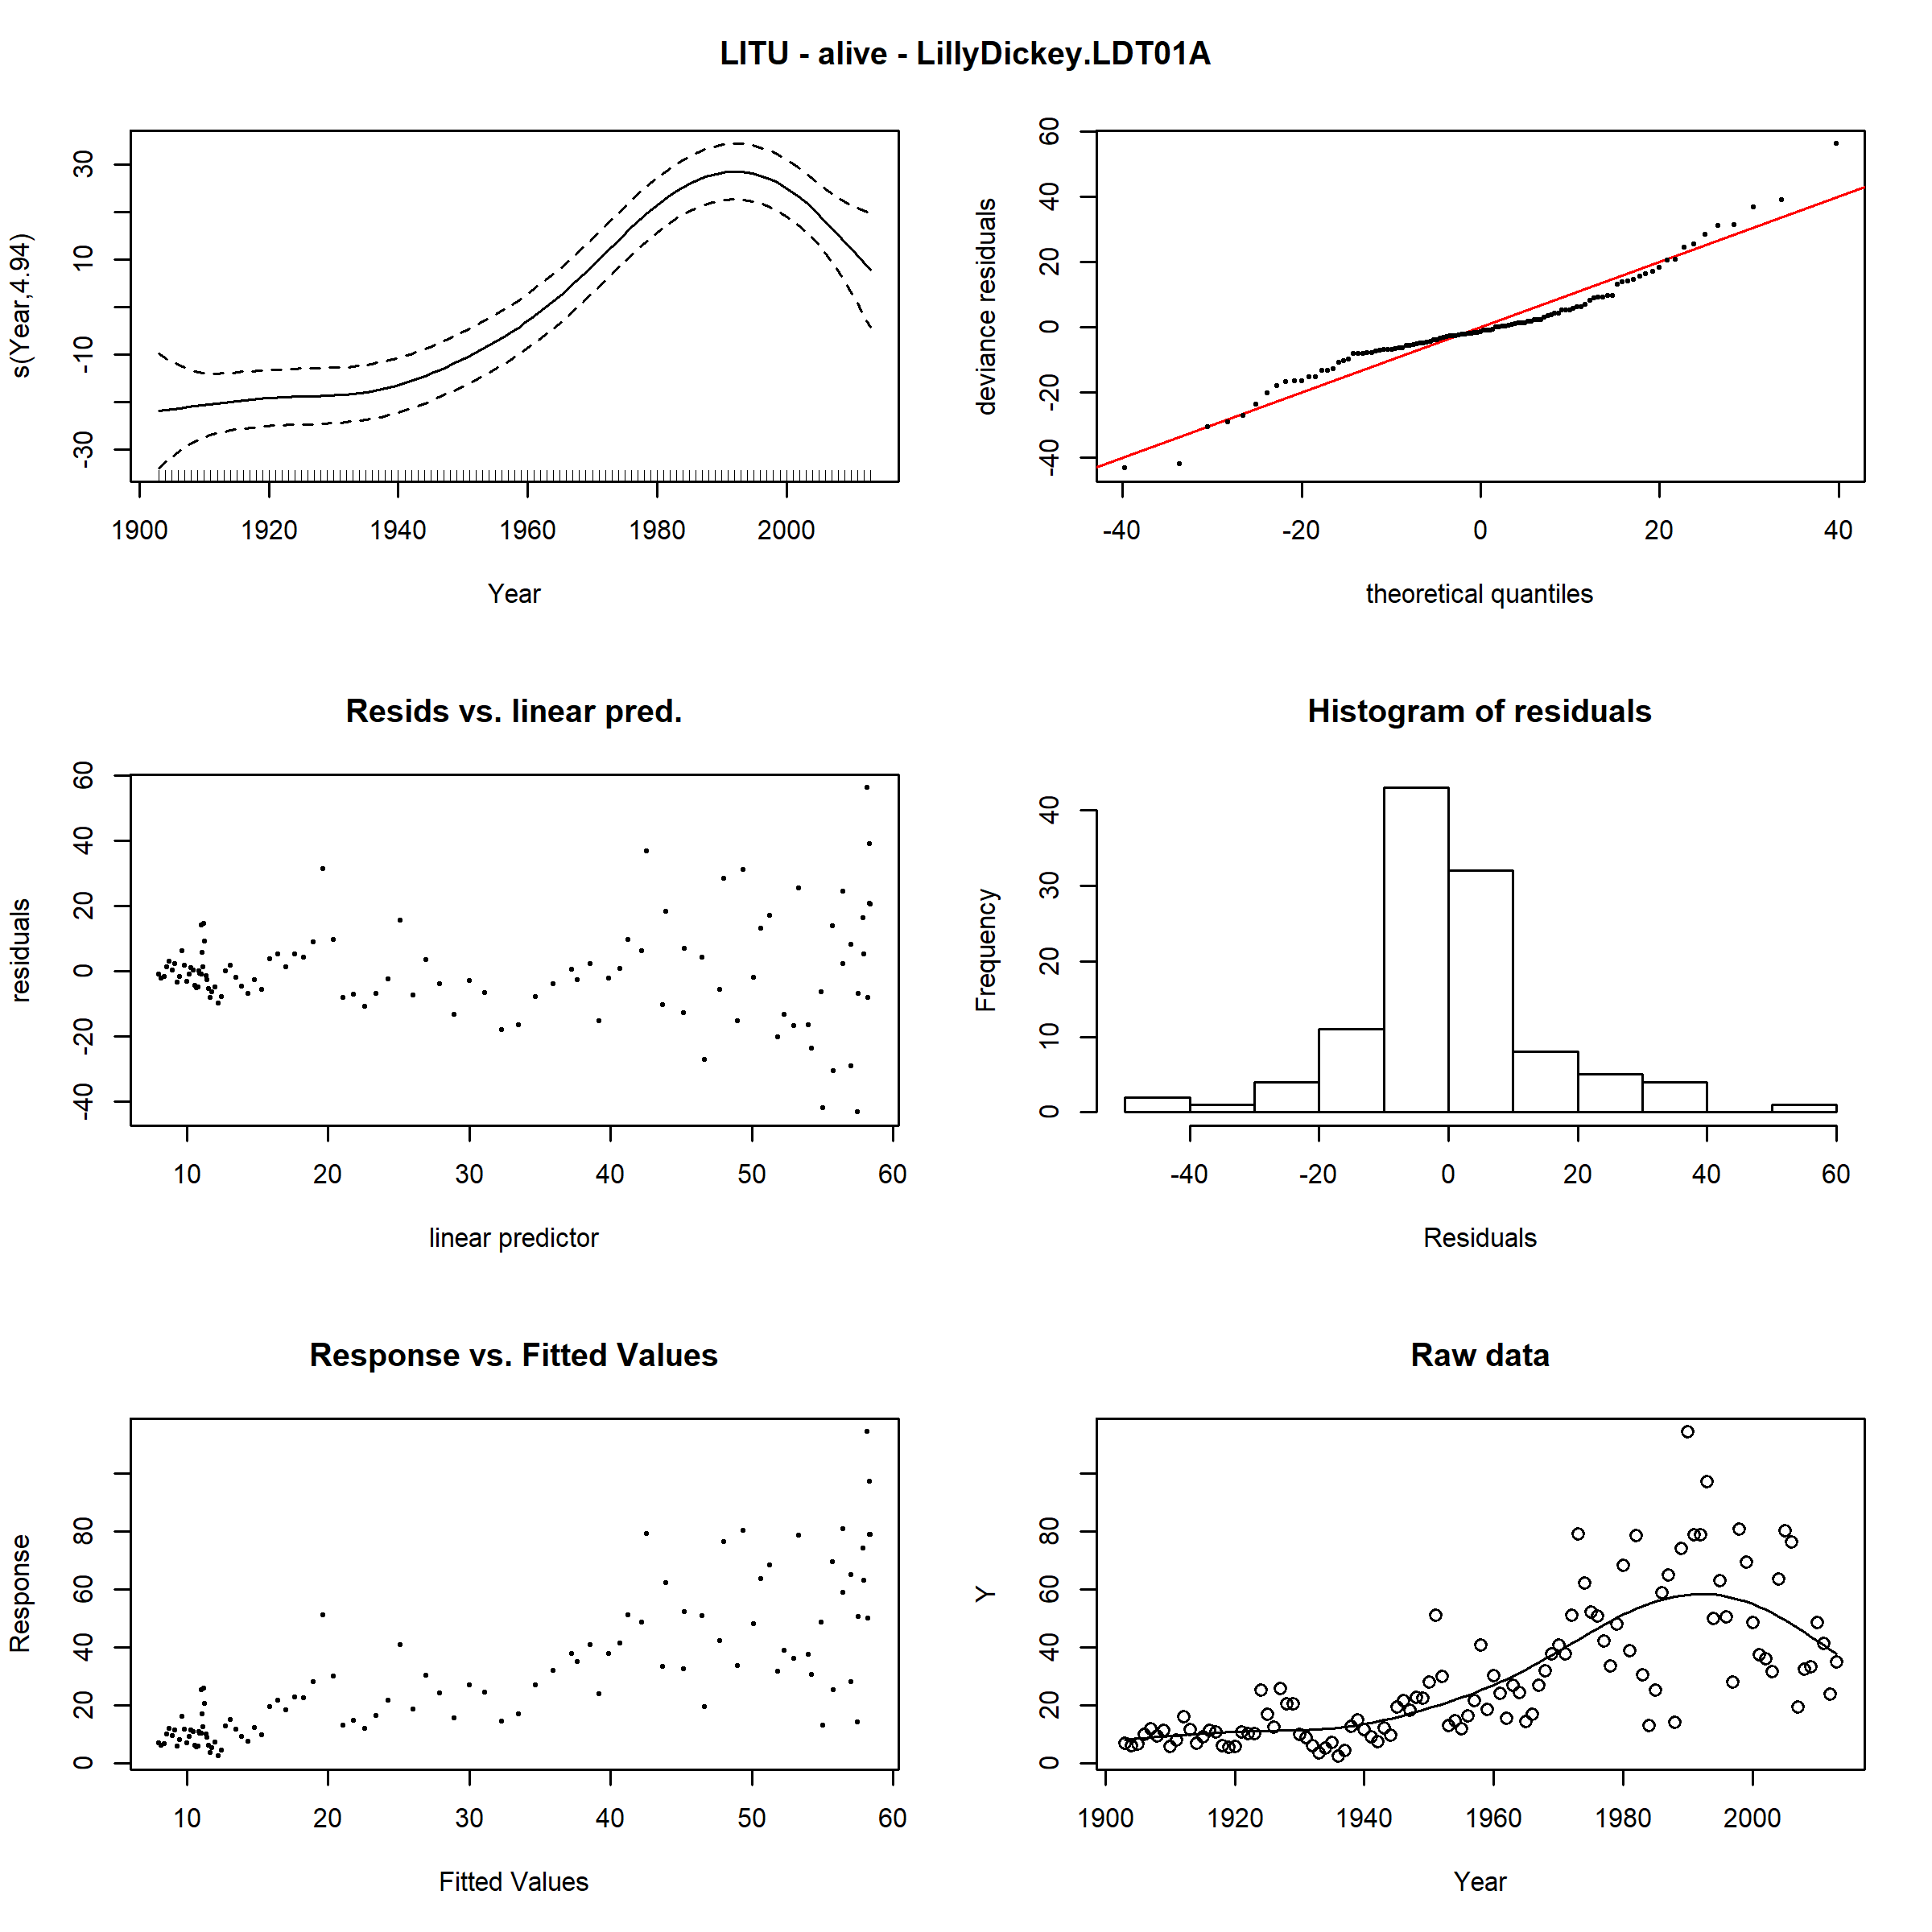 LITU - alive - LillyDickey.LDT01A
s(Year,4.94)
-30 -10 10 30
1900 1920 1940 1960 1980 2000
Year
deviance residuals
-40 -20 0 20 40 60
-40 -20 0 20 40
theoretical quantiles
Resids vs. linear pred.
residuals
-40 -20 0 20 40 60
10 20 30 40 50 60
linear predictor
Histogram of residuals
Frequency
0 10 20 30 40
-40 -20 0 20 40 60
Residuals
Response vs. Fitted Values
Response
0 20 40 60 80
10 20 30 40 50 60
Fitted Values
Raw data
Y
0 20 40 60 80
1900 1920 1940 1960 1980 2000
Year